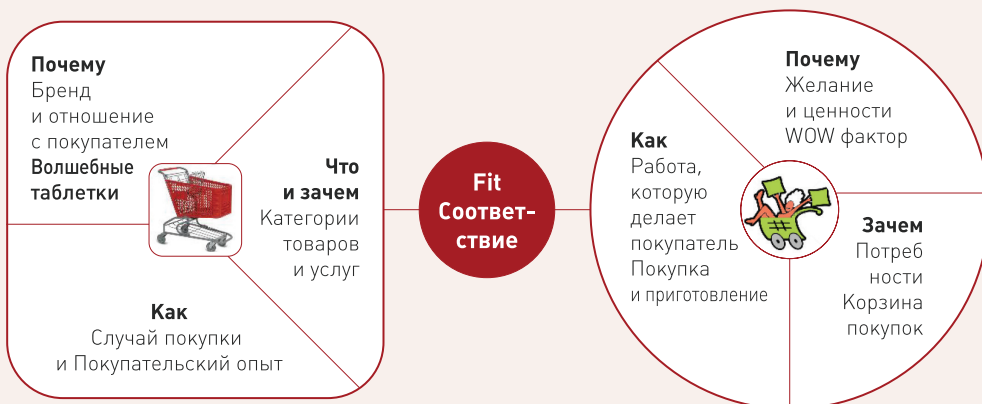 Почему
Бренд
и отношение
с покупателем
Волшебные
таблетки
Что
и зачем
Категории
товаров
и услуг
Как
Случай покупки
и Покупательский опыт
Fit
Соответ-
ствие
Как
Работа,
которую
делает
покупатель
Покупка
и приготовление
Почему
Желание
и ценности
WOW фактор
Зачем
Потреб
ности
Корзина
покупок